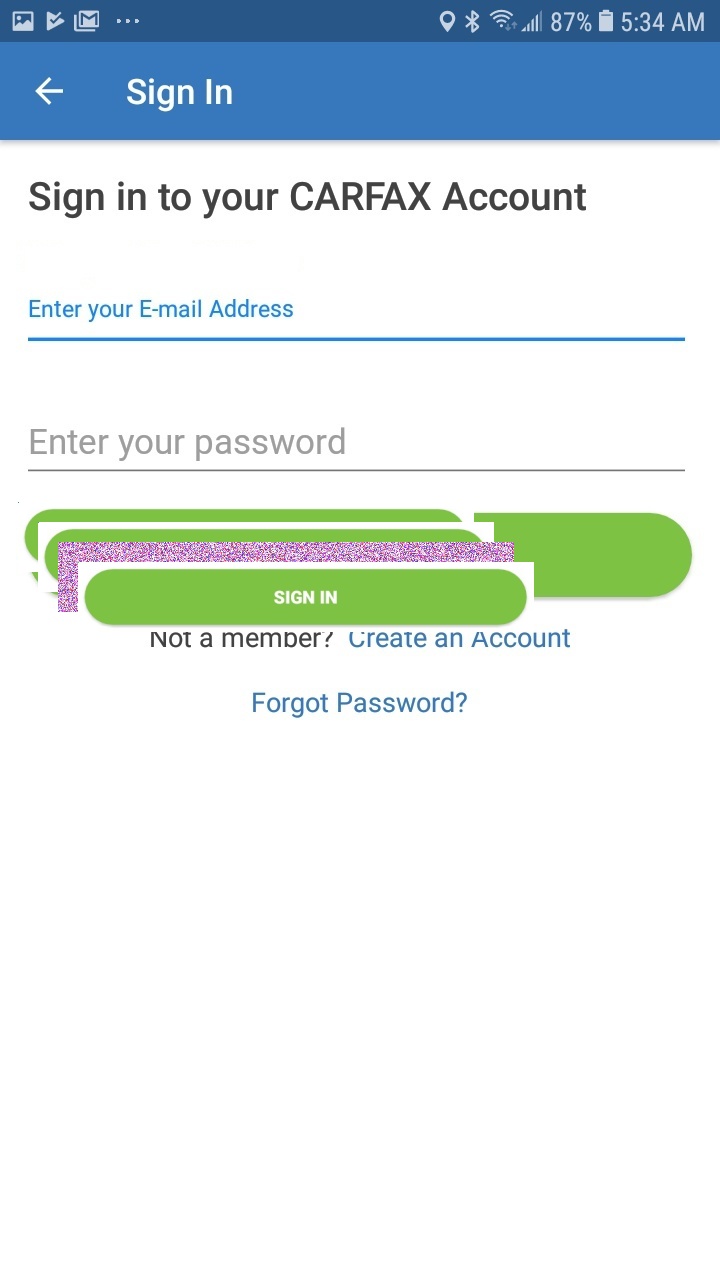 87% 5:34 AM
Sign In
Sign in to your CARFAX Account
Enter your E-mail Address
Enter your password
SIGN IN
Not a member? Create an Account
Forgot Password?